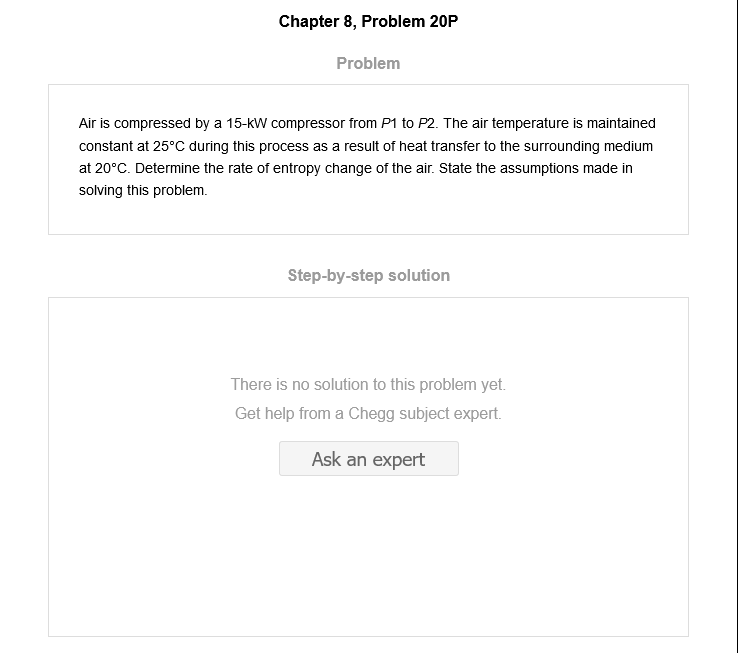 Chapter 8, Problem 20P
Problem
Air is compressed by a 15-kW compressor from P1 to P2. The air temperature is maintained
constant at 25°C during this process as a result of heat transfer to the surrounding medium
at 20°C. Determine the rate of entropy change of the air. State the assumptions made in
solving this problem.
Step-by-step solution
There is no solution to this problem yet.
Get help from a Chegg subject expert.
Ask an expert